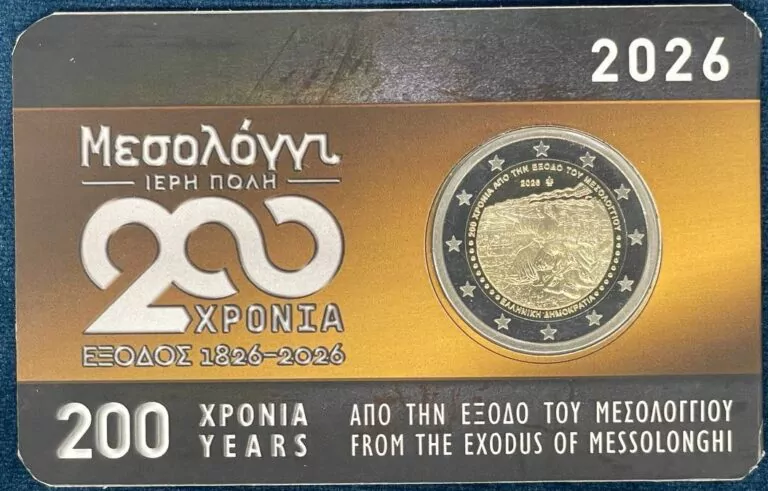 2026
Μεσολόγγι
ΙΕΡΗ ΠΟΛΗ
200
ΧΡΟΝΙΑ
ΕΞΟΔΟΣ 1826-2026
200 ΧΡΟΝΙΑ ΑΠΟ ΤΗΝ ΕΞΟΔΟ ΤΟΥ ΜΕΣΟΛΟΓΓΙΟΥ
2026
ΕΛΛΗΝΙΚΗ ΔΗΜΟΚΡΑΤΙΑ
200 ΧΡΟΝΙΑ ΑΠΟ ΤΗΝ ΕΞΟΔΟ ΤΟΥ ΜΕΣΟΛΟΓΓΙΟΥ
YEARS FROM THE EXODUS OF MESSOLONGHI